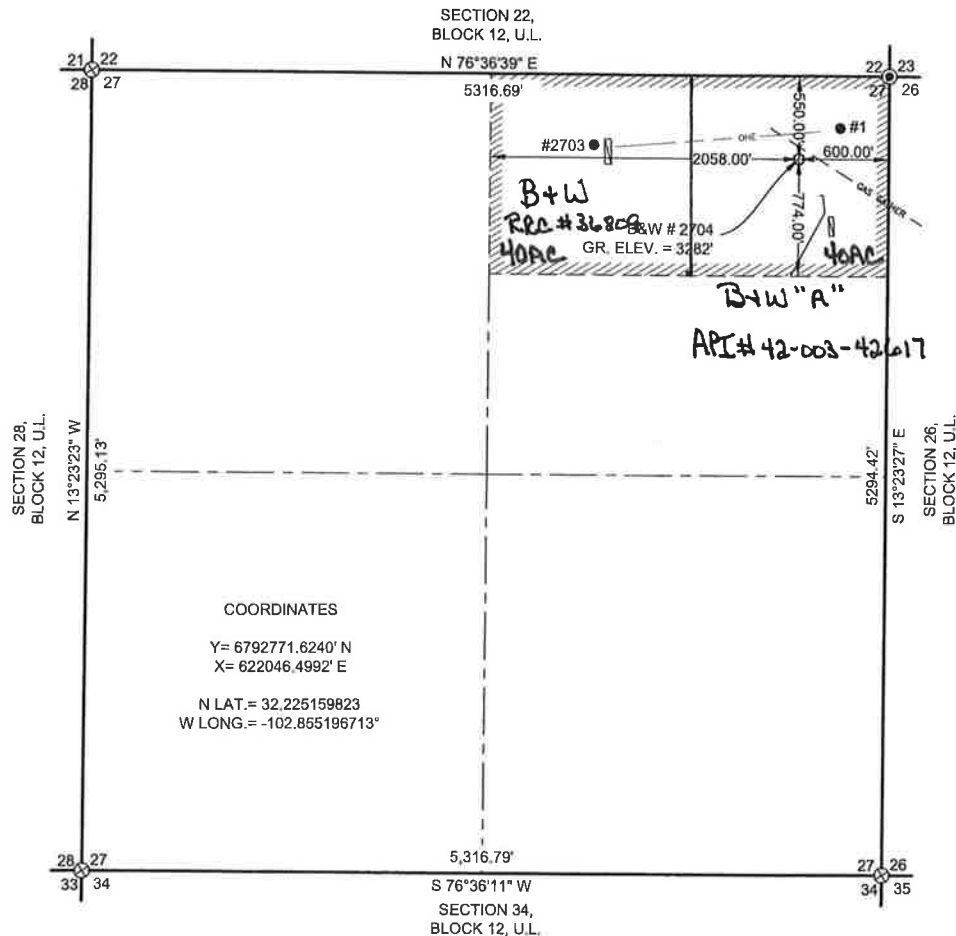 SECTION 22,
BLOCK 12, U.L.
N 76°36'39" E
5316.69'
21 22
28 27
22 23
27 26
550.00'
#1
#2703
OHE
2058.00'
600.00'
GAS GATHER
774.00'
B+W
RRC #36809
B&W # 2704
GR. ELEV. = 3282'
40AC
40AC
B+W "A"
API# 42-003-42617
SECTION 28,
BLOCK 12, U.L.
N 13°23'23" W
5,295.13'
5294.42'
S 13°23'27" E
SECTION 26,
BLOCK 12, U.L.
COORDINATES
Y= 6792771.6240' N
X= 622046.4992' E
N LAT.= 32.225159823
W LONG.= -102.855196713°
28 27
33 34
5,316.79'
S 76°36'11" W
27 26
34 35
SECTION 34,
BLOCK 12, U.L.